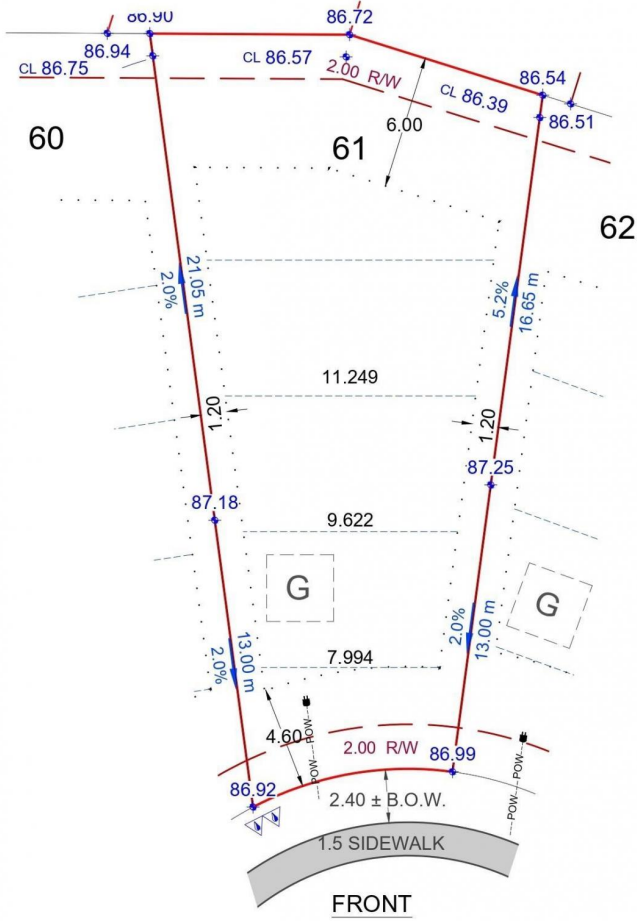 86.90
86.72
86.94
CL 86.57
CL 86.75
2.00 R/W
86.54
CL 86.39
86.51
6.00
60
61
62
21.05 m
2.0%
5.2%
16.65 m
11.249
1.20
1.20
87.25
87.18
9.622
G
G
13.00 m
2.0%
2.0%
13.00 m
7.994
4.60
POW
POW
2.00 R/W
86.99
POW
POW
86.92
2.40 ± B.O.W.
1.5 SIDEWALK
FRONT